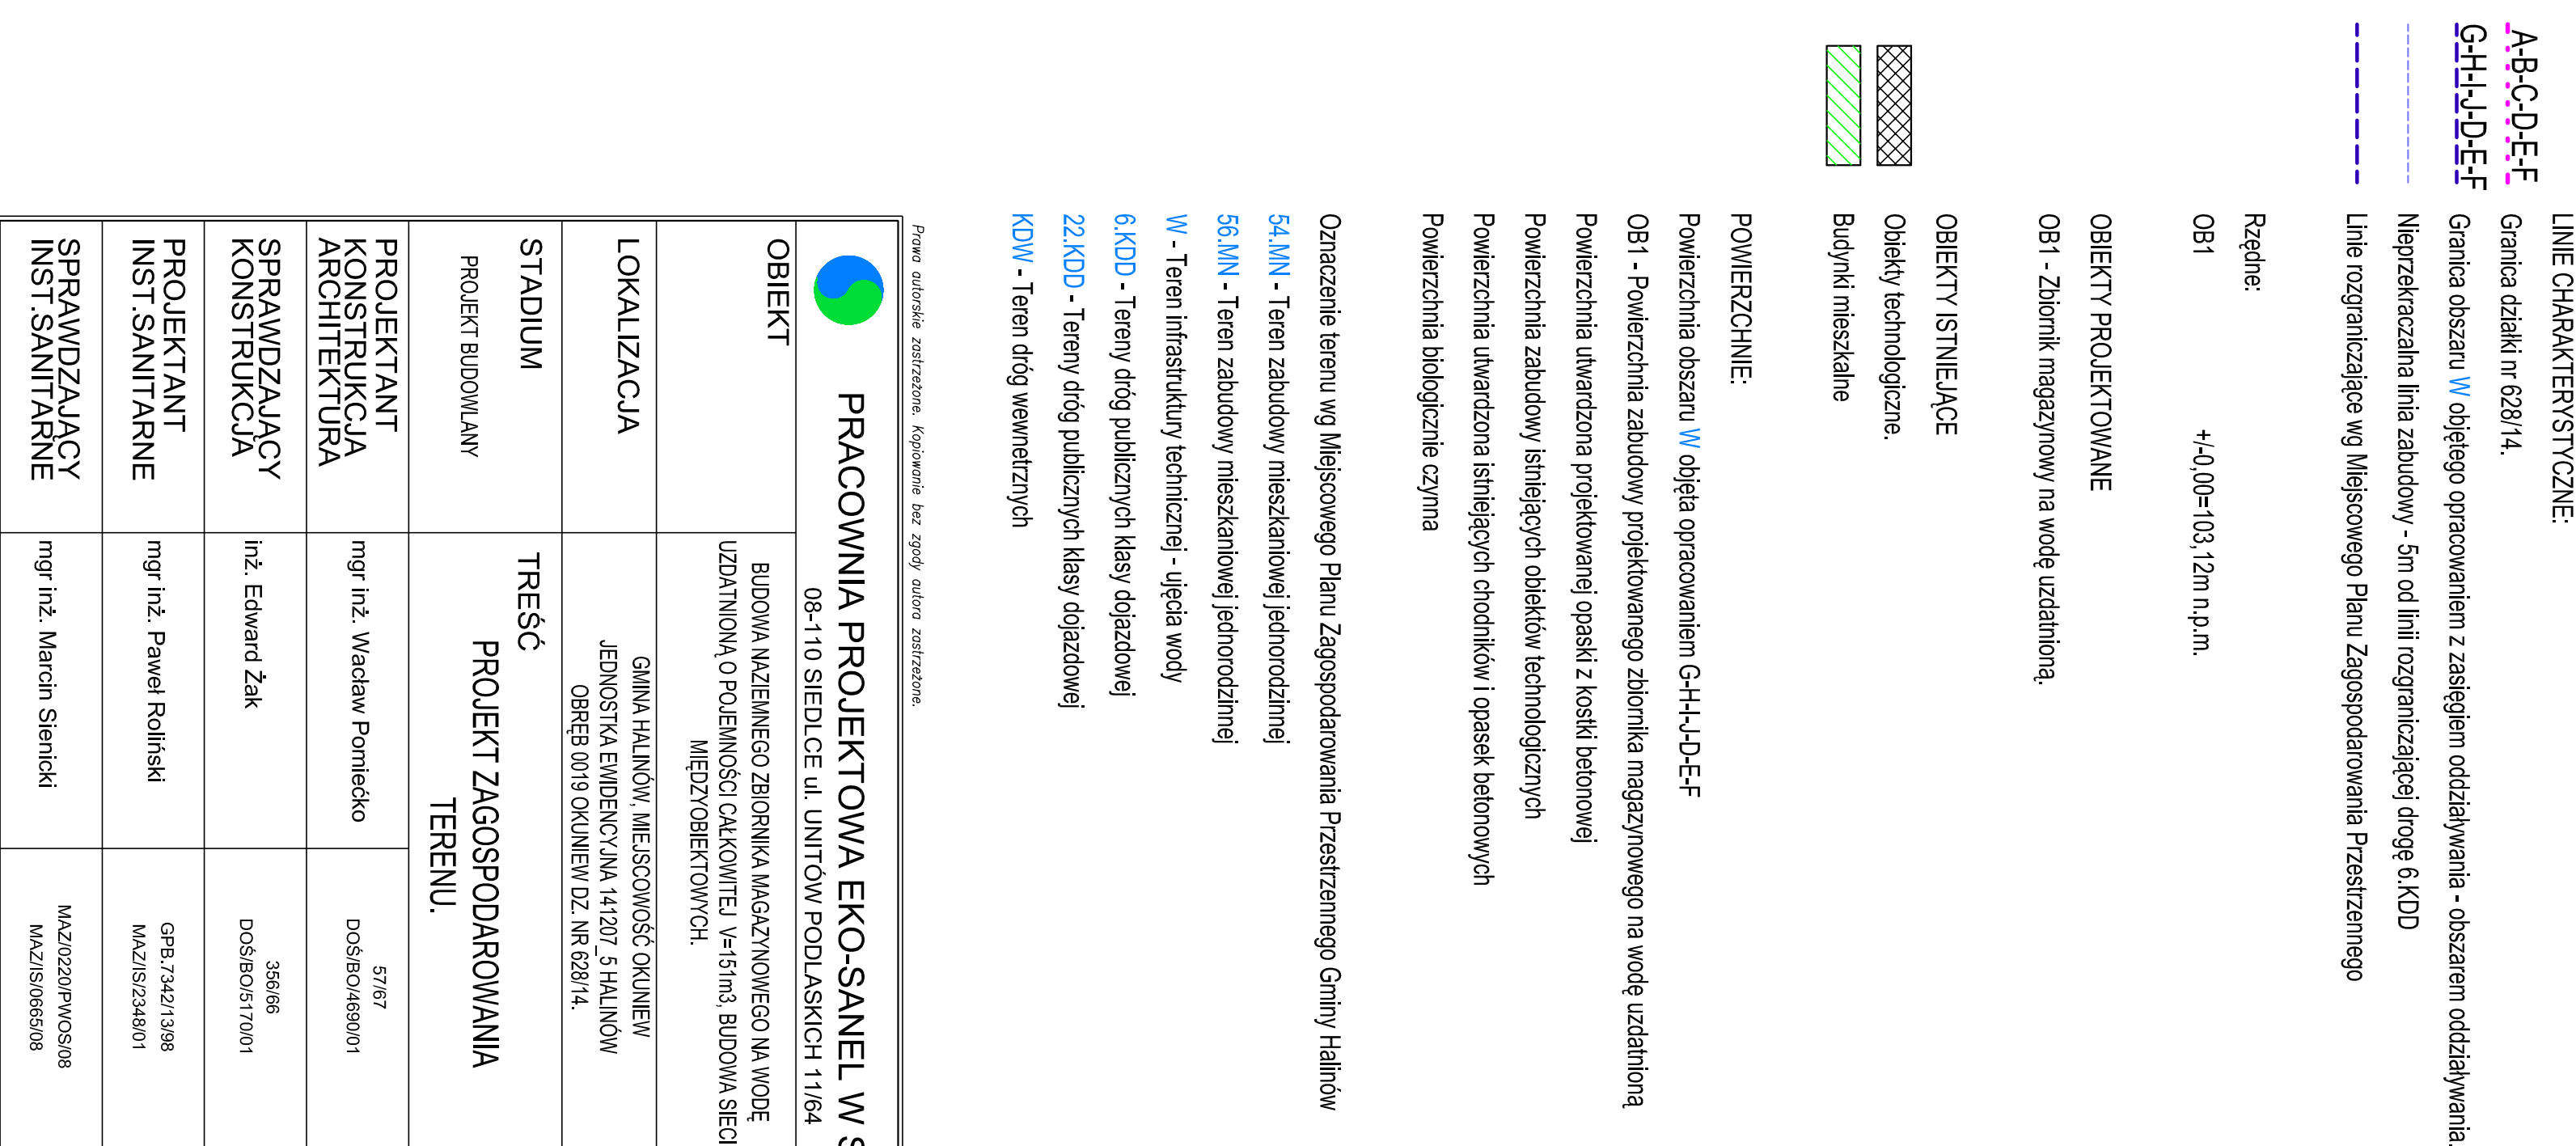 LINIE CHARAKTERYSTYCZNE:
A-B-C-D-E-F Granica działki nr 628/14.
G-H-I-J-D-E-F Granica obszaru W objętego opracowaniem z zasięgiem oddziaływania - obszarem oddziaływania.
Nieprzekraczalna linia zabudowy - 5m od linii rozgraniczającej drogę 6.KDD
Linie rozgraniczające wg Miejscowego Planu Zagospodarowania Przestrzennego
Rzędne:
OB1 +/-0,00=103,12m n.p.m.
OBIEKTY PROJEKTOWANE
OB1 - Zbiornik magazynowy na wodę uzdatnioną.
OBIEKTY ISTNIEJĄCE
Obiekty technologiczne.
Budynki mieszkalne
POWIERZCHNIE:
Powierzchnia obszaru W objęta opracowaniem G-H-I-J-D-E-F
OB1 - Powierzchnia zabudowy projektowanego zbiornika magazynowego na wodę uzdatnioną
Powierzchnia utwardzona projektowanej opaski z kostki betonowej
Powierzchnia zabudowy istniejących obiektów technologicznych
Powierzchnia utwardzona istniejących chodników i opasek betonowych
Powierzchnia biologicznie czynna
Oznaczenie terenu wg Miejscowego Planu Zagospodarowania Przestrzennego Gminy Halinów
54.MN - Teren zabudowy mieszkaniowej jednorodzinnej
56.MN - Teren zabudowy mieszkaniowej jednorodzinnej
W - Teren infrastruktury technicznej - ujęcia wody
6.KDD - Tereny dróg publicznych klasy dojazdowej
22.KDD - Tereny dróg publicznych klasy dojazdowej
KDW - Teren dróg wewnetrznych
Prawa autorskie zastrzeżone. Kopiowanie bez zgody autora zastrzeżone.
PRACOWNIA PROJEKTOWA EKO-SANEL W
08-110 SIEDLCE ul. UNITÓW PODLASKICH 11/64
OBIEKT
BUDOWA NAZIEMNEGO ZBIORNIKA MAGAZYNOWEGO NA WODĘ
UZDATNIONĄ O POJEMNOŚCI CAŁKOWITEJ V=151m3, BUDOWA SIECI
MIĘDZYOBIEKTOWYCH.
LOKALIZACJA
GMINA HALINÓW, MIEJSCOWOŚĆ OKUNIEW
JEDNOSTKA EWIDENCYJNA 141207_5 HALINÓW
OBRĘB 0019 OKUNIEW DZ. NR 628/14.
STADIUM
PROJEKT BUDOWLANY
TREŚĆ
PROJEKT ZAGOSPODAROWANIA
TERENU.
PROJEKTANT
KONSTRUKCJA
ARCHITEKTURA
mgr inż. Wacław Pomiećko
57/67
DOŚ/BO/4690/01
SPRAWDZAJĄCY
KONSTRUKCJA
inż. Edward Żak
356/66
DOŚ/BO/5170/01
PROJEKTANT
INST.SANITARNE
mgr inż. Paweł Roliński
GPB.7342/13/98
MAZ/IS/2348/01
SPRAWDZAJĄCY
INST.SANITARNE
mgr inż. Marcin Sienicki
MAZ/0220/PWOS/08
MAZ/IS/0665/08